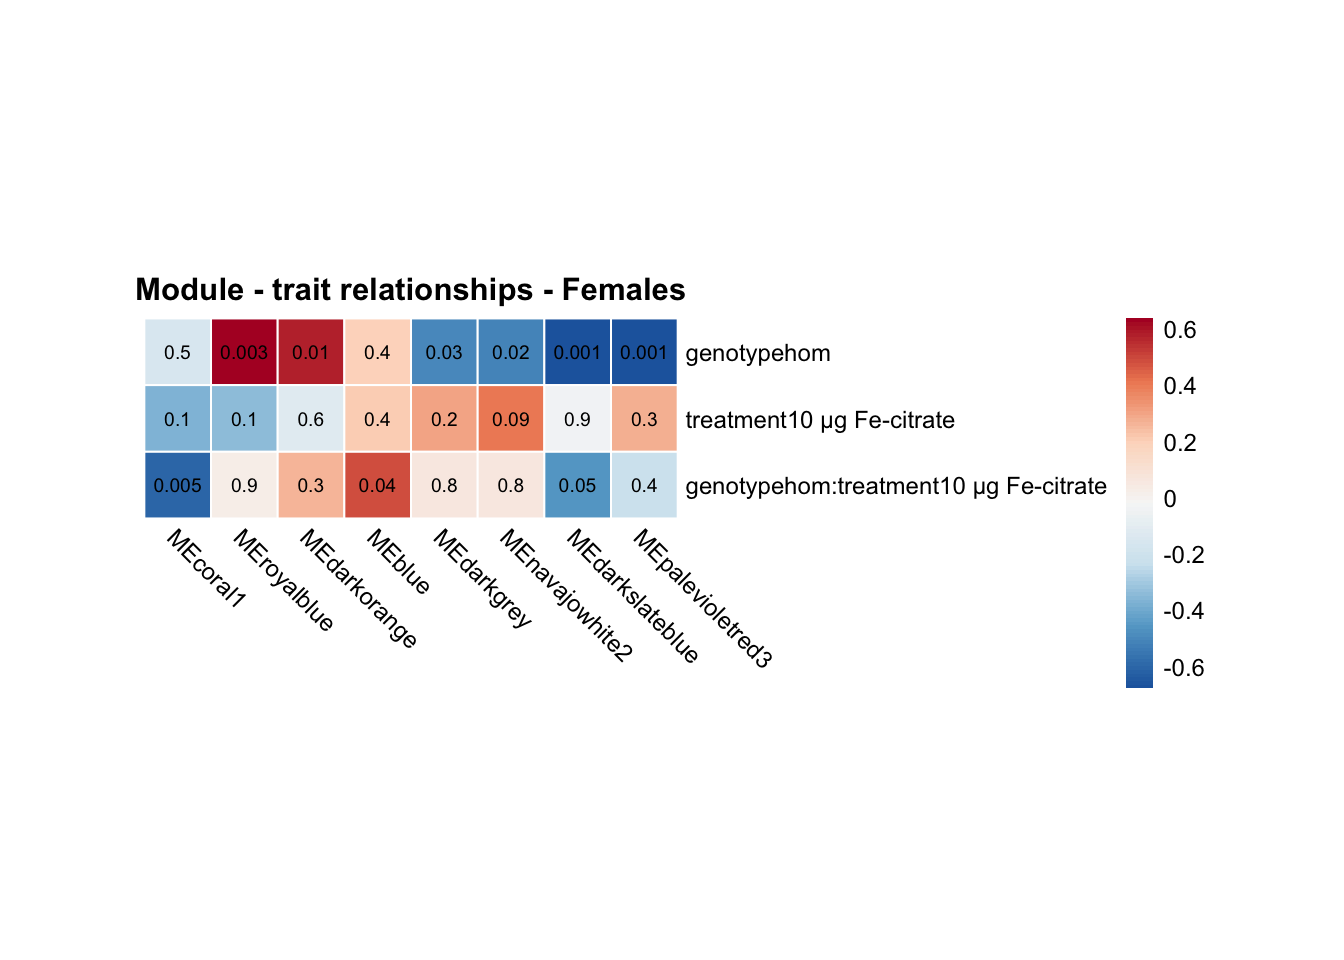 Module - trait relationships - Females
0.5 0.003 0.01 0.4 0.03 0.02 0.001 0.001 genotypehom
0.1 0.1 0.6 0.4 0.2 0.09 0.9 0.3 treatment10 µg Fe-citrate
0.005 0.9 0.3 0.04 0.8 0.8 0.05 0.4 genotypehom:treatment10 µg Fe-citrate
MEcoral1
MEroyalblue
MEdarkorange
MEblue
MEdarkgrey
MEnavajowhite2
MEdarkslateblue
MEpalevioletred3
0.6
0.4
0.2
0
-0.2
-0.4
-0.6